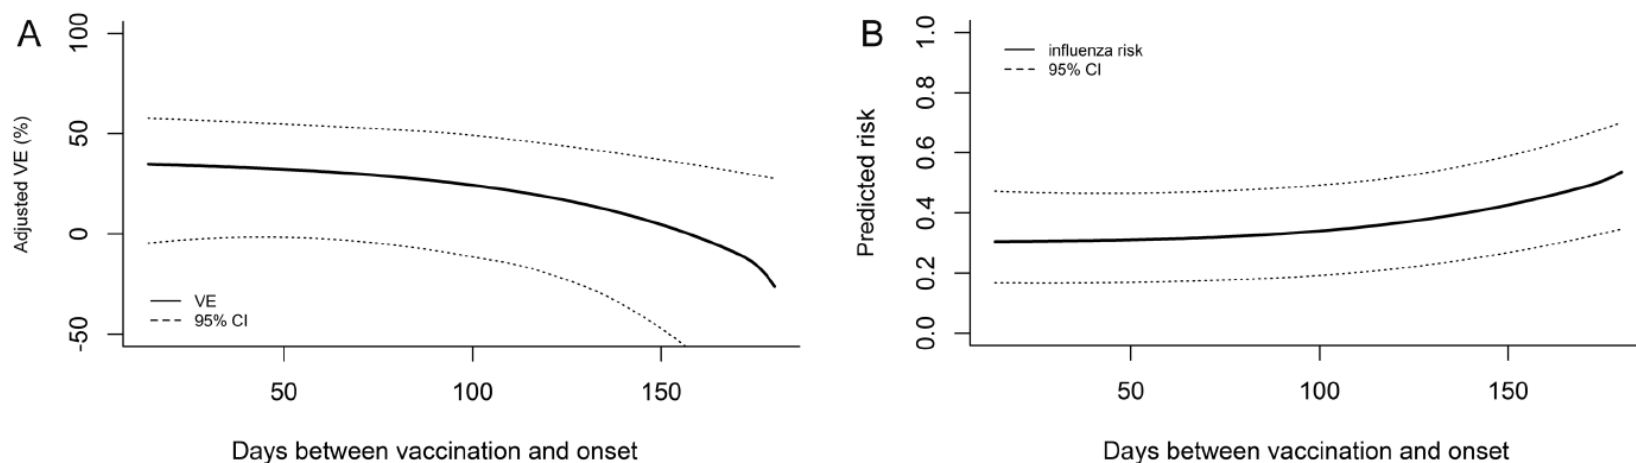 A
Adjusted VE (%)
100
50
0
-50
VE
95% CI
50
100
150
Days between vaccination and onset
B
Predicted risk
1.0
0.8
0.6
0.4
0.2
0.0
influenza risk
95% CI
50
100
150
Days between vaccination and onset